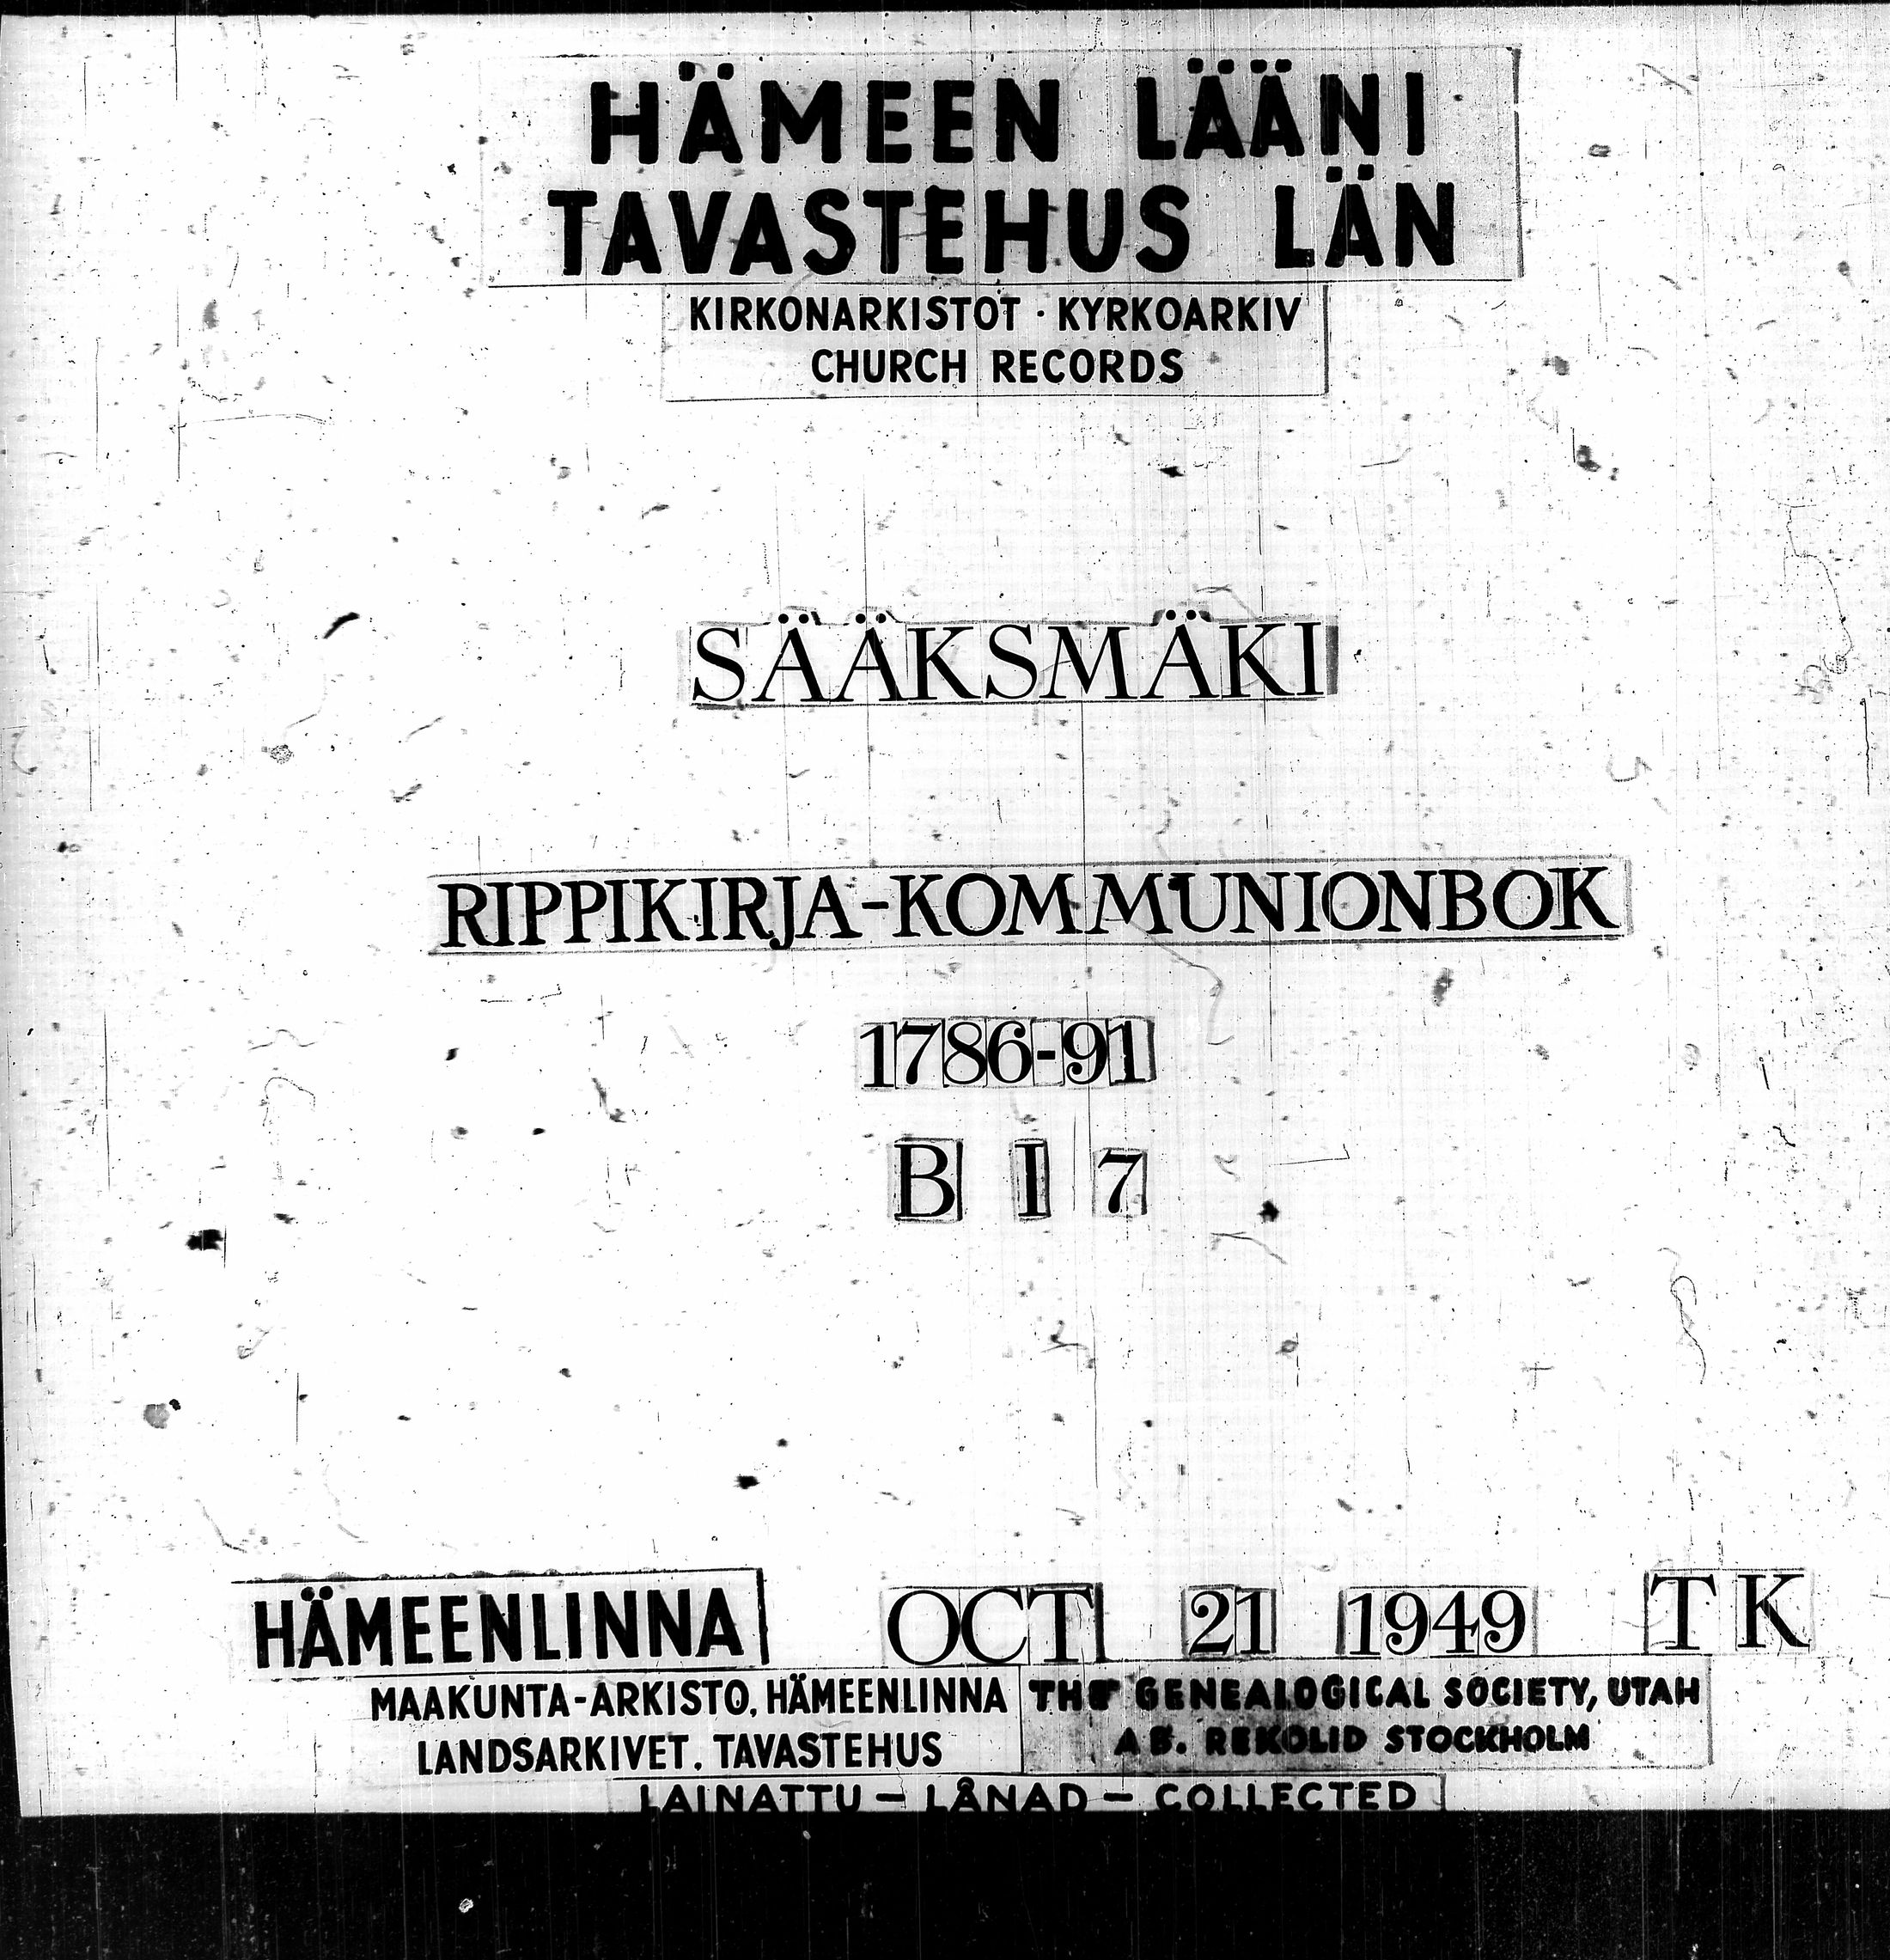 HÄMEEN LÄÄNI
TAVASTEHUS LÄN
KIRKONARKISTOT · KYRKOARKIV
CHURCH RECORDS
SÄÄKSMÄKI
RIPPIKIRJA-KOMMUNIONBOK
1786-91
B I 7
HÄMEENLINNA OCT 21 1949 TK
MAAKUNTA-ARKISTO, HÄMEENLINNA
LANDSARKIVET. TAVASTEHUS
THE GENEALOGICAL SOCIETY, UTAH
AB. REKOLID STOCKHOLM
LAINATTU – LÅNAD – COLLECTED